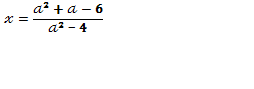 x = (a² + a − 6) / (a² − 4)